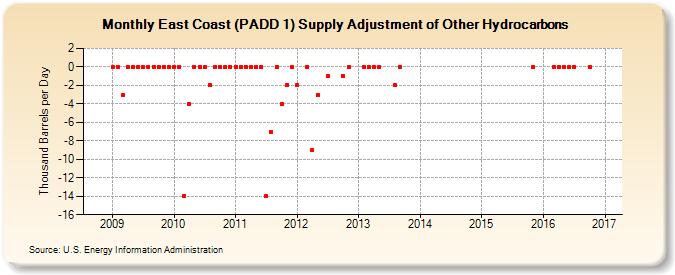 Monthly East Coast (PADD 1) Supply Adjustment of Other Hydrocarbons
Thousand Barrels per Day
2
0
-2
-4
-6
-8
-10
-12
-14
-16
2009 2010 2011 2012 2013 2014 2015 2016 2017
Source: U.S. Energy Information Administration